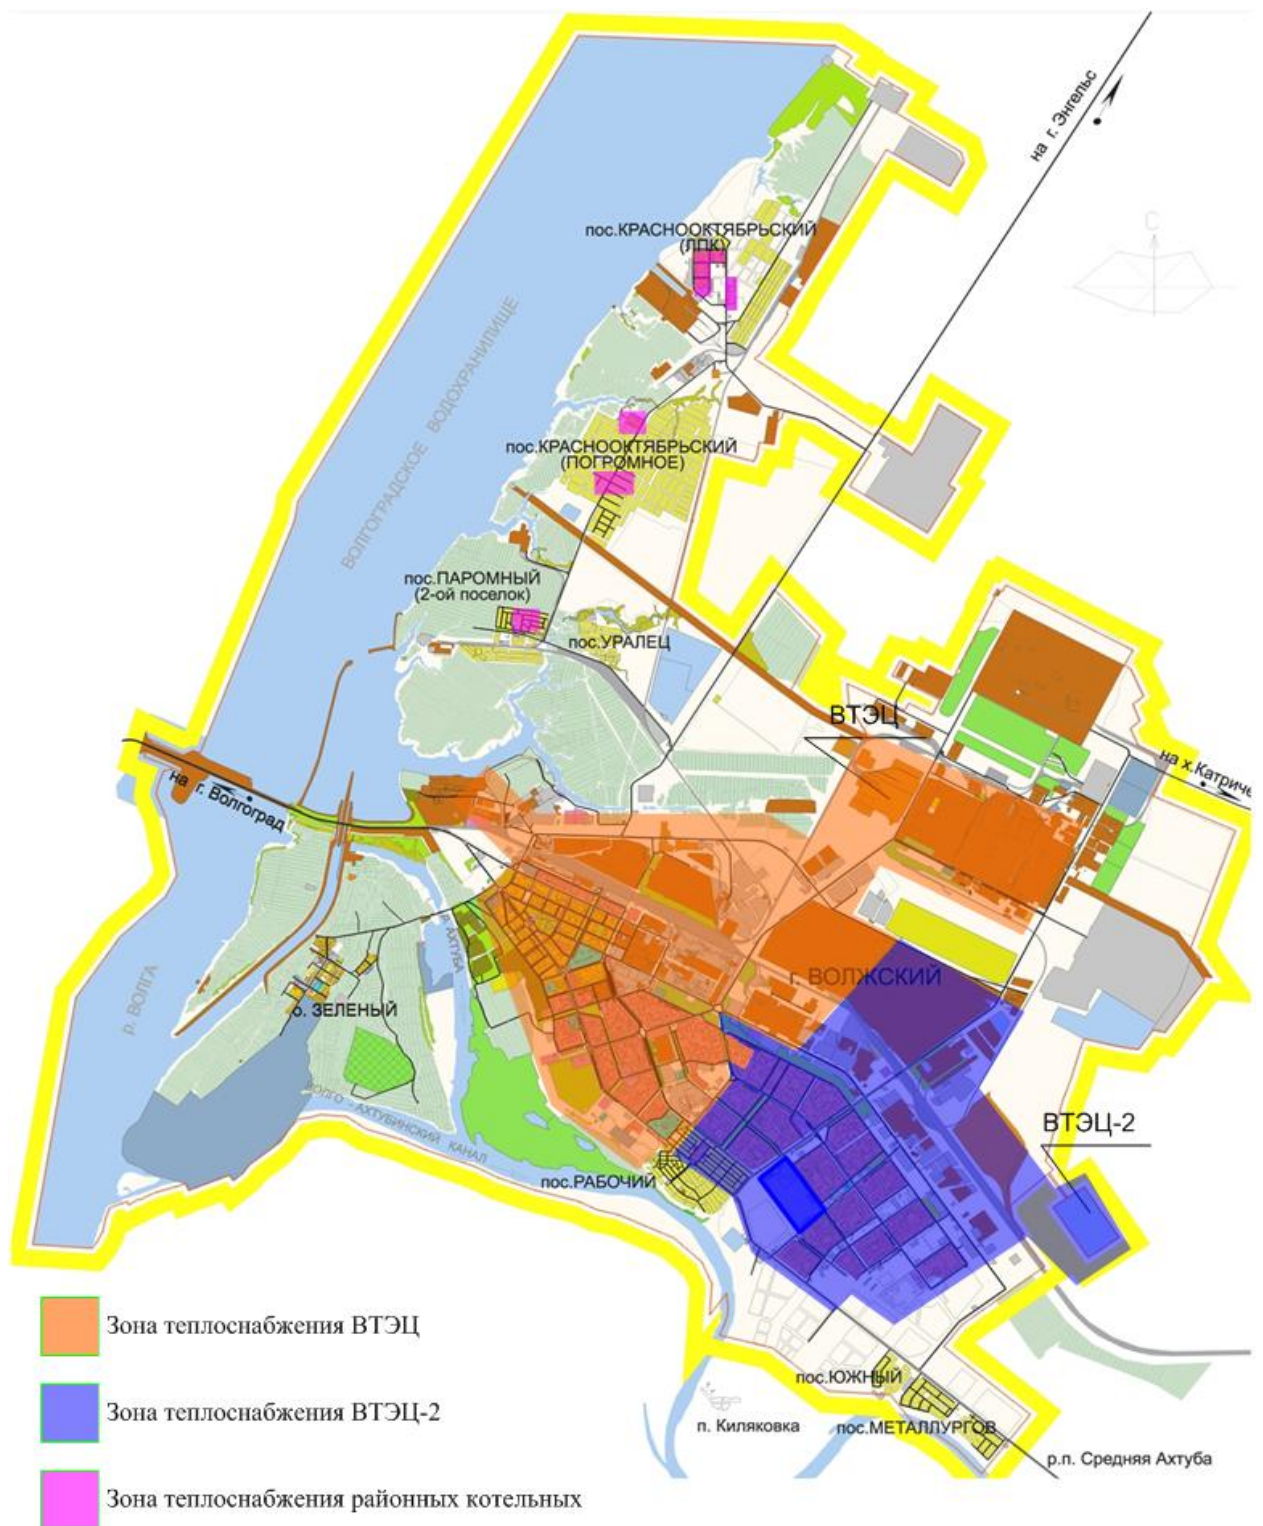 на г. Энгельс
С
пос.КРАСНООКТЯБРЬСКИЙ
(ЛПК)
ВОЛГОГРАДСКОЕ ВОДОХРАНИЛИЩЕ
пос.КРАСНООКТЯБРЬСКИЙ
(ПОГРОМНОЕ)
пос.ПАРОМНЫЙ
(2-ой поселок)
пос.УРАЛЕЦ
ВТЭЦ
на х.Катриче
на г. Волгоград
р. АХТУБА
г. ВОЛЖСКИЙ
р. ВОЛГА
о. ЗЕЛЕНЫЙ
ВОЛГО - АХТУБИНСКИЙ КАНАЛ
ВТЭЦ-2
пос.РАБОЧИЙ
Зона теплоснабжения ВТЭЦ
пос.ЮЖНЫЙ
Зона теплоснабжения ВТЭЦ-2
п. Киляковка
пос.МЕТАЛЛУРГОВ
р.п. Средняя Ахтуба
Зона теплоснабжения районных котельных